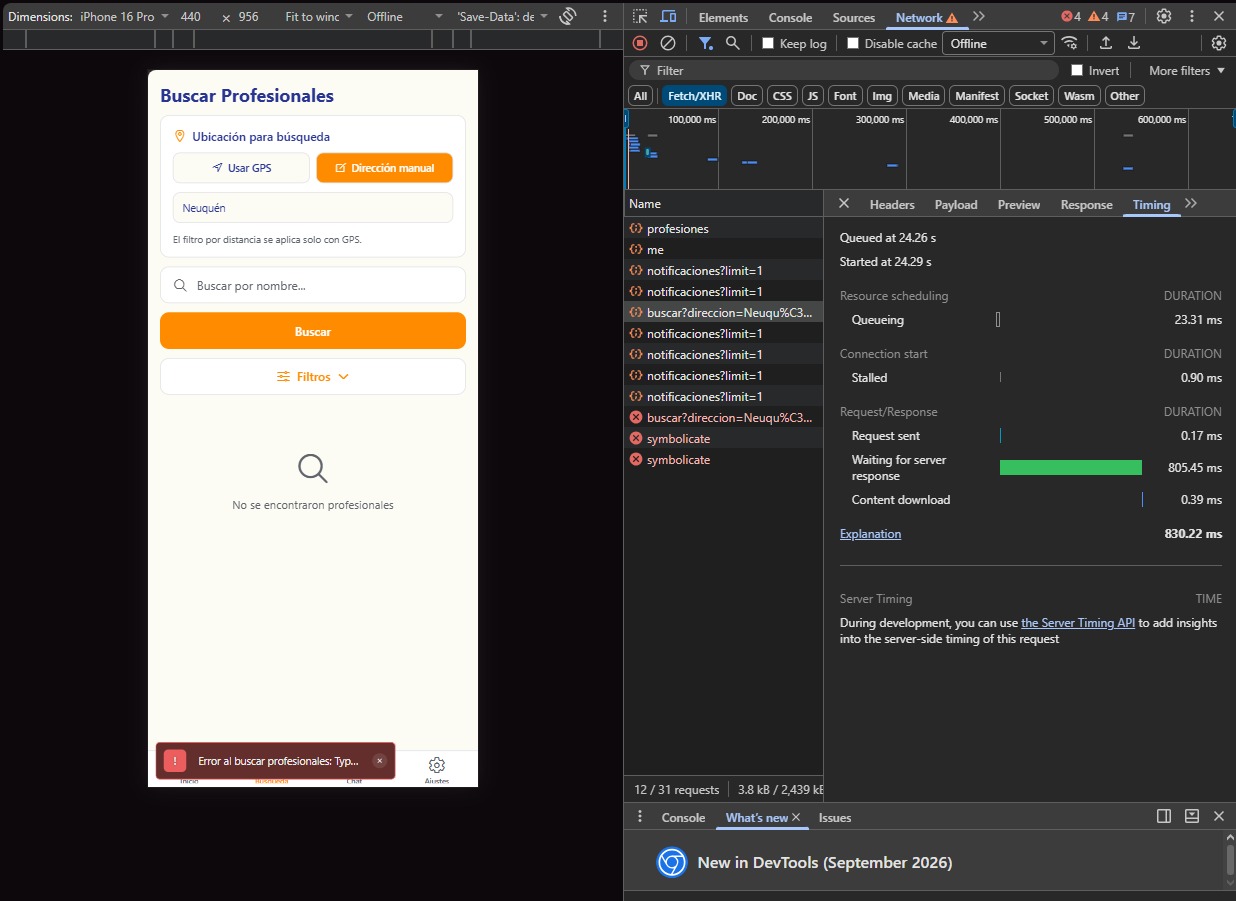 Dimensions: iPhone 16 Pro 440 × 956 Fit to winc Offline 'Save-Data': de
Elements Console Sources Network 4 4 7
Keep log Disable cache Offline
Filter Invert More filters
All Fetch/XHR Doc CSS JS Font Img Media Manifest Socket Wasm Other
100,000 ms 200,000 ms 300,000 ms 400,000 ms 500,000 ms 600,000 ms
Buscar Profesionales
Ubicación para búsqueda
Usar GPS Dirección manual
Neuquén
El filtro por distancia se aplica solo con GPS.
Buscar por nombre...
Buscar
Filtros
No se encontraron profesionales
! Error al buscar profesionales: Typ... ×
Inicio Búsqueda Chat Ajustes
Name
profesiones
me
notificaciones?limit=1
notificaciones?limit=1
buscar?direccion=Neuqu%C3...
notificaciones?limit=1
notificaciones?limit=1
notificaciones?limit=1
notificaciones?limit=1
buscar?direccion=Neuqu%C3...
symbolicate
symbolicate
12 / 31 requests 3.8 kB / 2,439 kB
Headers Payload Preview Response Timing
Queued at 24.26 s
Started at 24.29 s
Resource scheduling DURATION
Queueing 23.31 ms
Connection start DURATION
Stalled 0.90 ms
Request/Response DURATION
Request sent 0.17 ms
Waiting for server
response 805.45 ms
Content download 0.39 ms
Explanation 830.22 ms
Server Timing TIME
During development, you can use the Server Timing API to add insights
into the server-side timing of this request
Console What's new Issues
New in DevTools (September 2026)